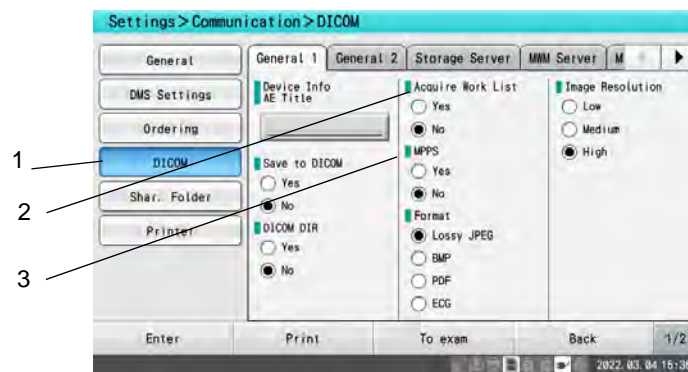 Settings>Communication>DICOM
General
DMS Settings
Ordering
DICOM
Shar. Folder
Printer
General 1
General 2
Storage Server
MWM Server
M
Device Info
AE Title
Save to DICOM
Yes
No
DICOM DIR
Yes
No
Acquire Work List
Yes
No
MPPS
Yes
No
Format
Lossy JPEG
BMP
PDF
ECG
Image Resolution
Low
Medium
High
1
2
3
Enter
Print
To exam
Back
1/2
2022.03.04 15:36